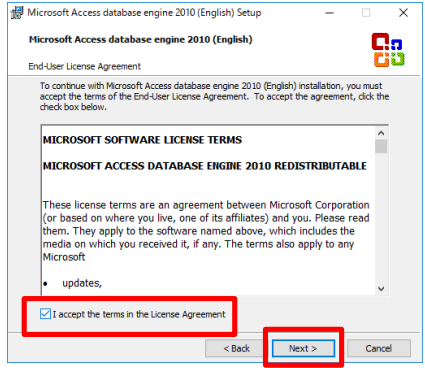 Microsoft Access database engine 2010 (English) Setup
Microsoft Access database engine 2010 (English)
End-User License Agreement
To continue with Microsoft Access database engine 2010 (English) installation, you must
accept the terms of the End-User License Agreement. To accept the agreement, click the
check box below.
MICROSOFT SOFTWARE LICENSE TERMS
MICROSOFT ACCESS DATABASE ENGINE 2010 REDISTRIBUTABLE
These license terms are an agreement between Microsoft Corporation
(or based on where you live, one of its affiliates) and you. Please read
them. They apply to the software named above, which includes the
media on which you received it, if any. The terms also apply to any
Microsoft
• updates,
I accept the terms in the License Agreement
< Back Next > Cancel